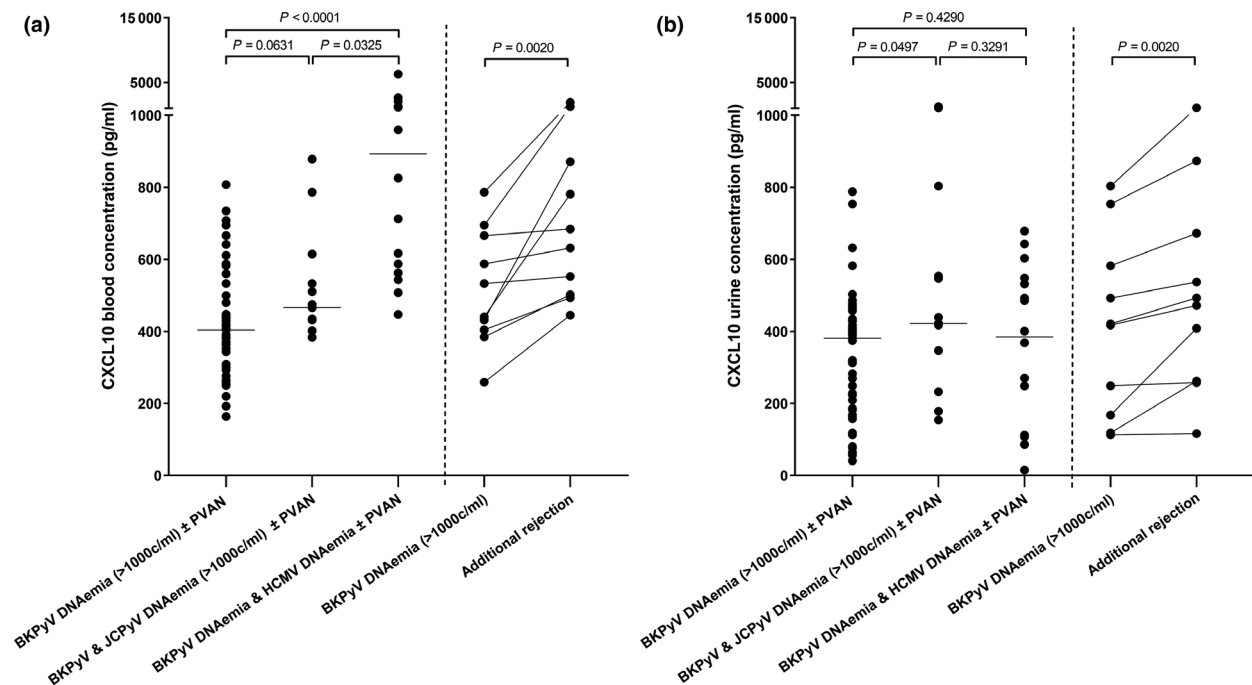 (a)
CXCL10 blood concentration (pg/ml)
15 000
5000
1000
800
600
400
200
0
P < 0.0001
P = 0.0631
P = 0.0325
P = 0.0020
BKPyV DNAemia (>1000c/ml) ± PVAN
BKPyV & JCPyV DNAemia (>1000c/ml) ± PVAN
BKPyV DNAemia & HCMV DNAemia ± PVAN
BKPyV DNAemia (>1000c/ml)
Additional rejection
(b)
CXCL10 urine concentration (pg/ml)
15 000
5000
1000
800
600
400
200
0
P = 0.4290
P = 0.0497
P = 0.3291
P = 0.0020
BKPyV DNAemia (>1000c/ml) ± PVAN
BKPyV & JCPyV DNAemia (>1000c/ml) ± PVAN
BKPyV DNAemia & HCMV DNAemia ± PVAN
BKPyV DNAemia (>1000c/ml)
Additional rejection